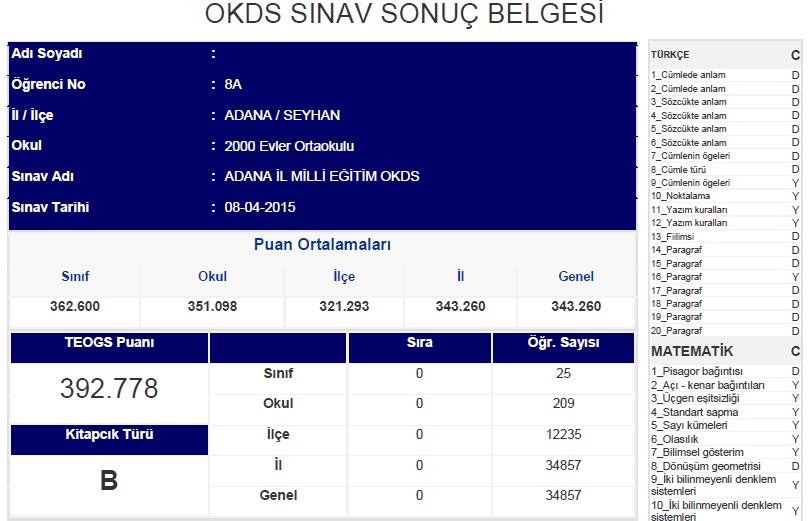 OKDS SINAV SONUÇ BELGESİ
Adı Soyadı :
Öğrenci No : 8A
İl / İlçe : ADANA / SEYHAN
Okul : 2000 Evler Ortaokulu
Sınav Adı : ADANA İL MİLLİ EĞİTİM OKDS
Sınav Tarihi : 08-04-2015
Puan Ortalamaları
Sınıf Okul İlçe İl Genel
362.600 351.098 321.293 343.260 343.260
TEOGS Puanı Sıra Öğr. Sayısı
392.778
Sınıf 0 25
Okul 0 209
Kitapcık Türü
B
İlçe 0 12235
İl 0 34857
Genel 0 34857
TÜRKÇE C
1_Cümlede anlam D
2_Cümlede anlam D
3_Sözcükte anlam D
4_Sözcükte anlam D
5_Sözcükte anlam D
6_Sözcükte anlam D
7_Cümlenin ögeleri D
8_Cümle türü D
9_Cümlenin ögeleri Y
10_Noktalama Y
11_Yazım kuralları Y
12_Yazım kuralları Y
13_Fiilimsi D
14_Paragraf D
15_Paragraf D
16_Paragraf Y
17_Paragraf D
18_Paragraf D
19_Paragraf D
20_Paragraf D
MATEMATİK C
1_Pisagor bağıntısı D
2_Açı - kenar bağıntıları Y
3_Üçgen eşitsizliği Y
4_Standart sapma Y
5_Sayı kümeleri Y
6_Olasılık Y
7_Bilimsel gösterim Y
8_Dönüşüm geometrisi D
9_İki bilinmeyenli denklem
sistemleri Y
10_İki bilinmeyenli denklem
sistemleri Y